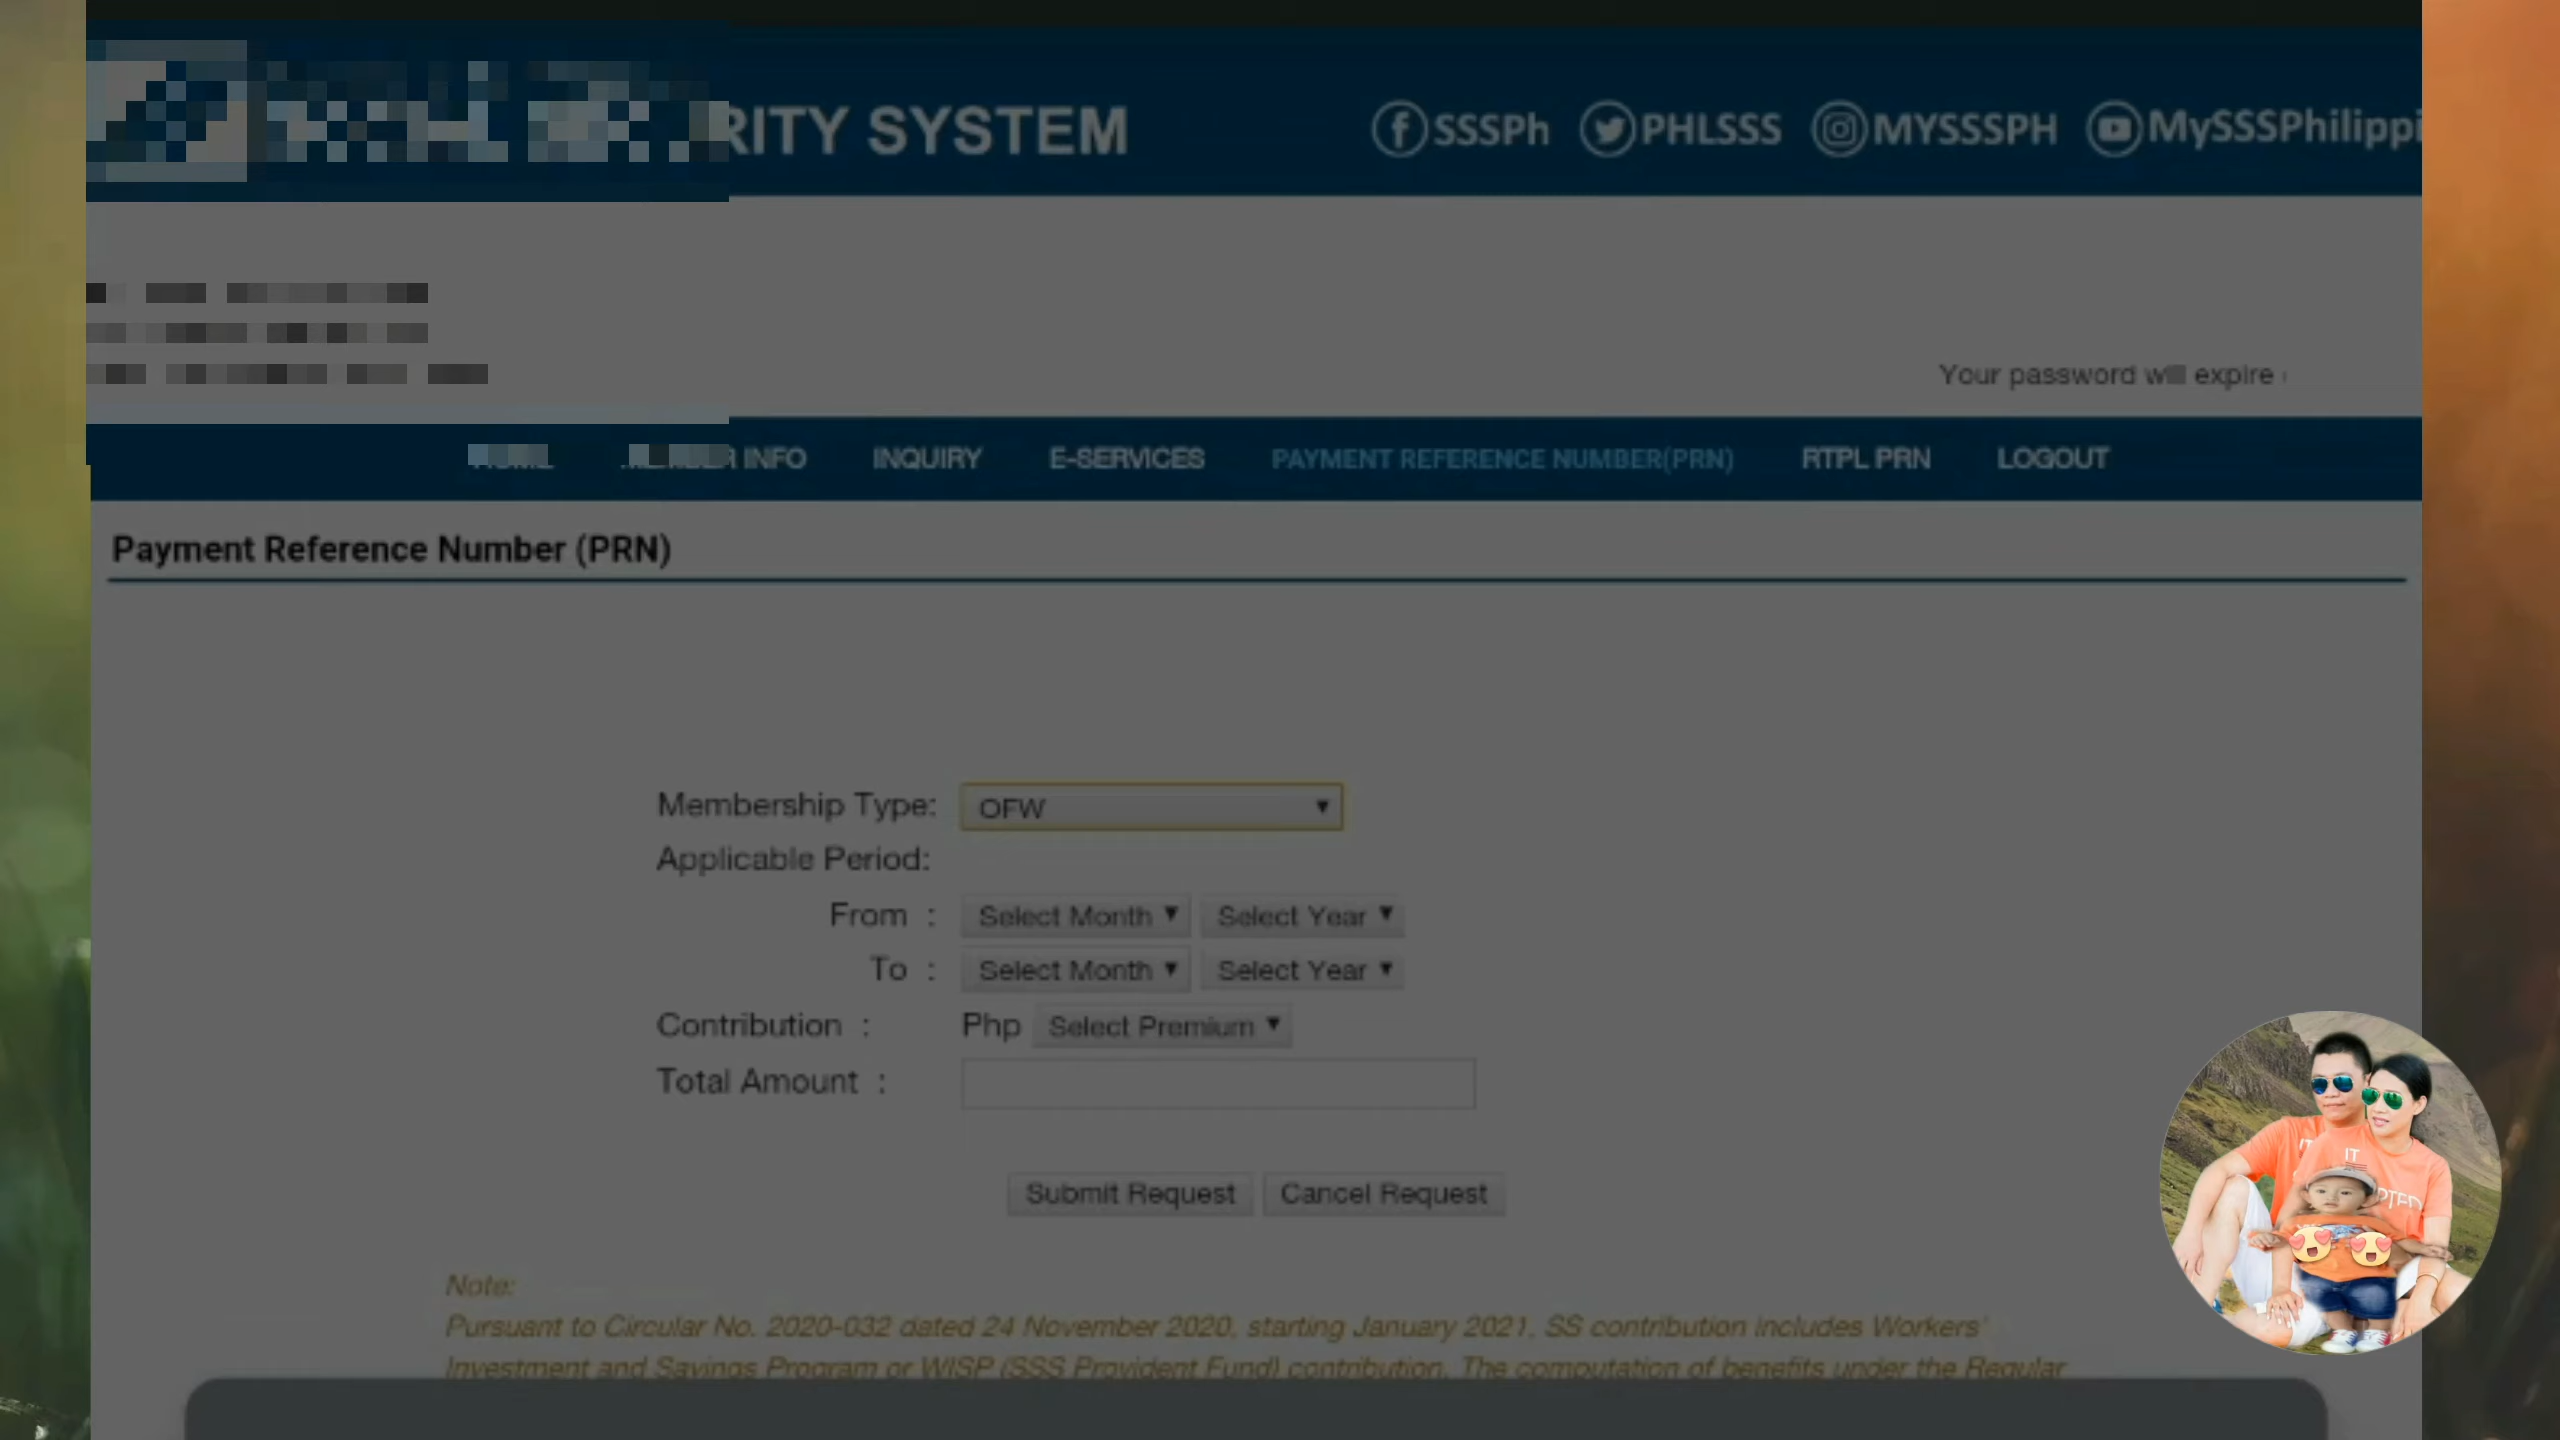 RITY SYSTEM
SSSPh PHLSSS MYSSSPH MySSSPhilippi
Your password will expire
INFO INQUIRY E-SERVICES PAYMENT REFERENCE NUMBER(PRN) RTPL PRN LOGOUT
Payment Reference Number (PRN)
Membership Type: OFW
Applicable Period:
From : Select Month Select Year
To : Select Month Select Year
Contribution : Php Select Premium
Total Amount :
Submit Request Cancel Request
Note:
Pursuant to Circular No. 2020-032 dated 24 November 2020, starting January 2021, SS contribution includes Workers'
Investment and Savings Program or WISP (SSS Provident Fund) contribution. The computation of benefits under the Regular
IT